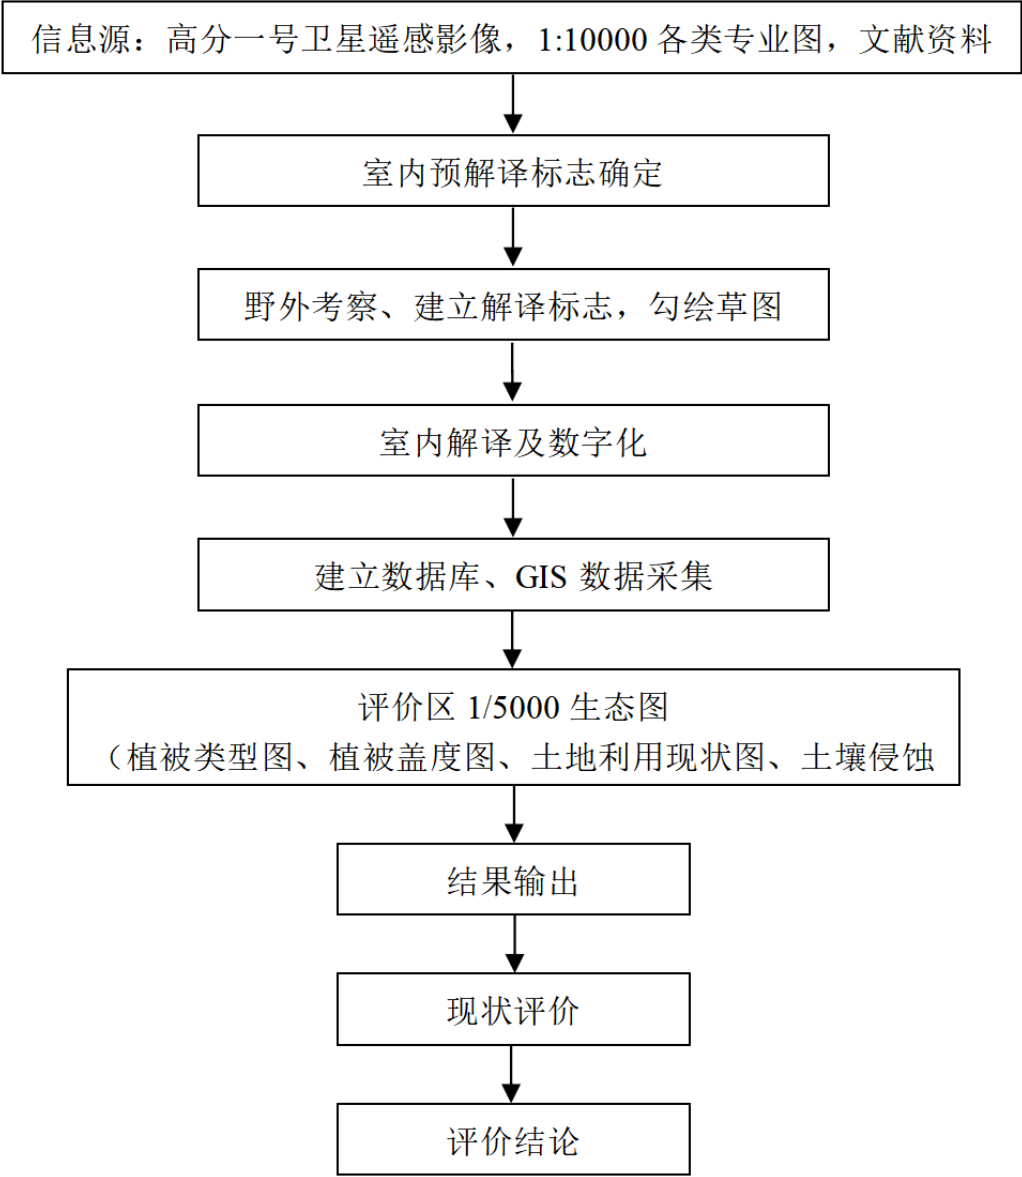 信息源：高分一号卫星遥感影像，1:10000 各类专业图，文献资料
室内预解译标志确定
野外考察、建立解译标志，勾绘草图
室内解译及数字化
建立数据库、GIS 数据采集
评价区 1/5000 生态图
（植被类型图、植被盖度图、土地利用现状图、土壤侵蚀
结果输出
现状评价
评价结论